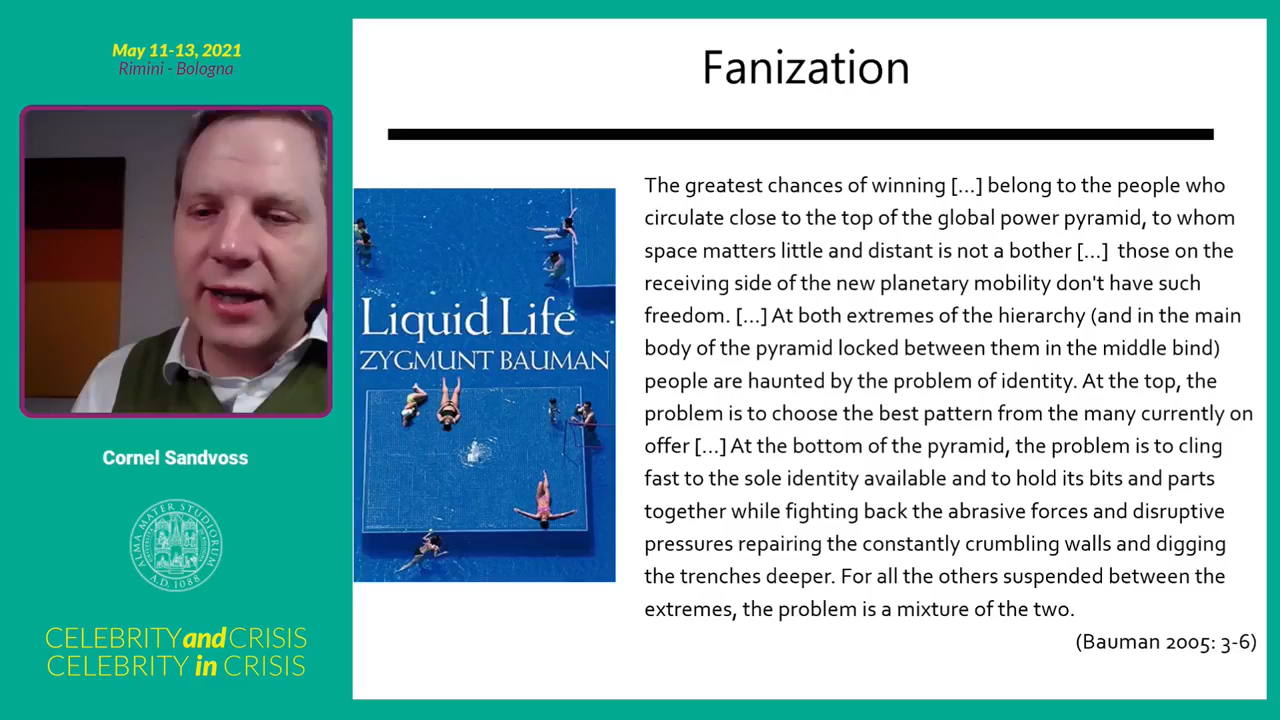 May 11-13, 2021
Rimini - Bologna
Cornel Sandvoss
ALMA MATER STUDIORUM
A.D. 1088
CELEBRITY and CRISIS
CELEBRITY in CRISIS
Fanization
Liquid Life
ZYGMUNT BAUMAN
The greatest chances of winning [...] belong to the people who
circulate close to the top of the global power pyramid, to whom
space matters little and distant is not a bother [...] those on the
receiving side of the new planetary mobility don't have such
freedom. [...] At both extremes of the hierarchy (and in the main
body of the pyramid locked between them in the middle bind)
people are haunted by the problem of identity. At the top, the
problem is to choose the best pattern from the many currently on
offer [...] At the bottom of the pyramid, the problem is to cling
fast to the sole identity available and to hold its bits and parts
together while fighting back the abrasive forces and disruptive
pressures repairing the constantly crumbling walls and digging
the trenches deeper. For all the others suspended between the
extremes, the problem is a mixture of the two.
(Bauman 2005: 3-6)